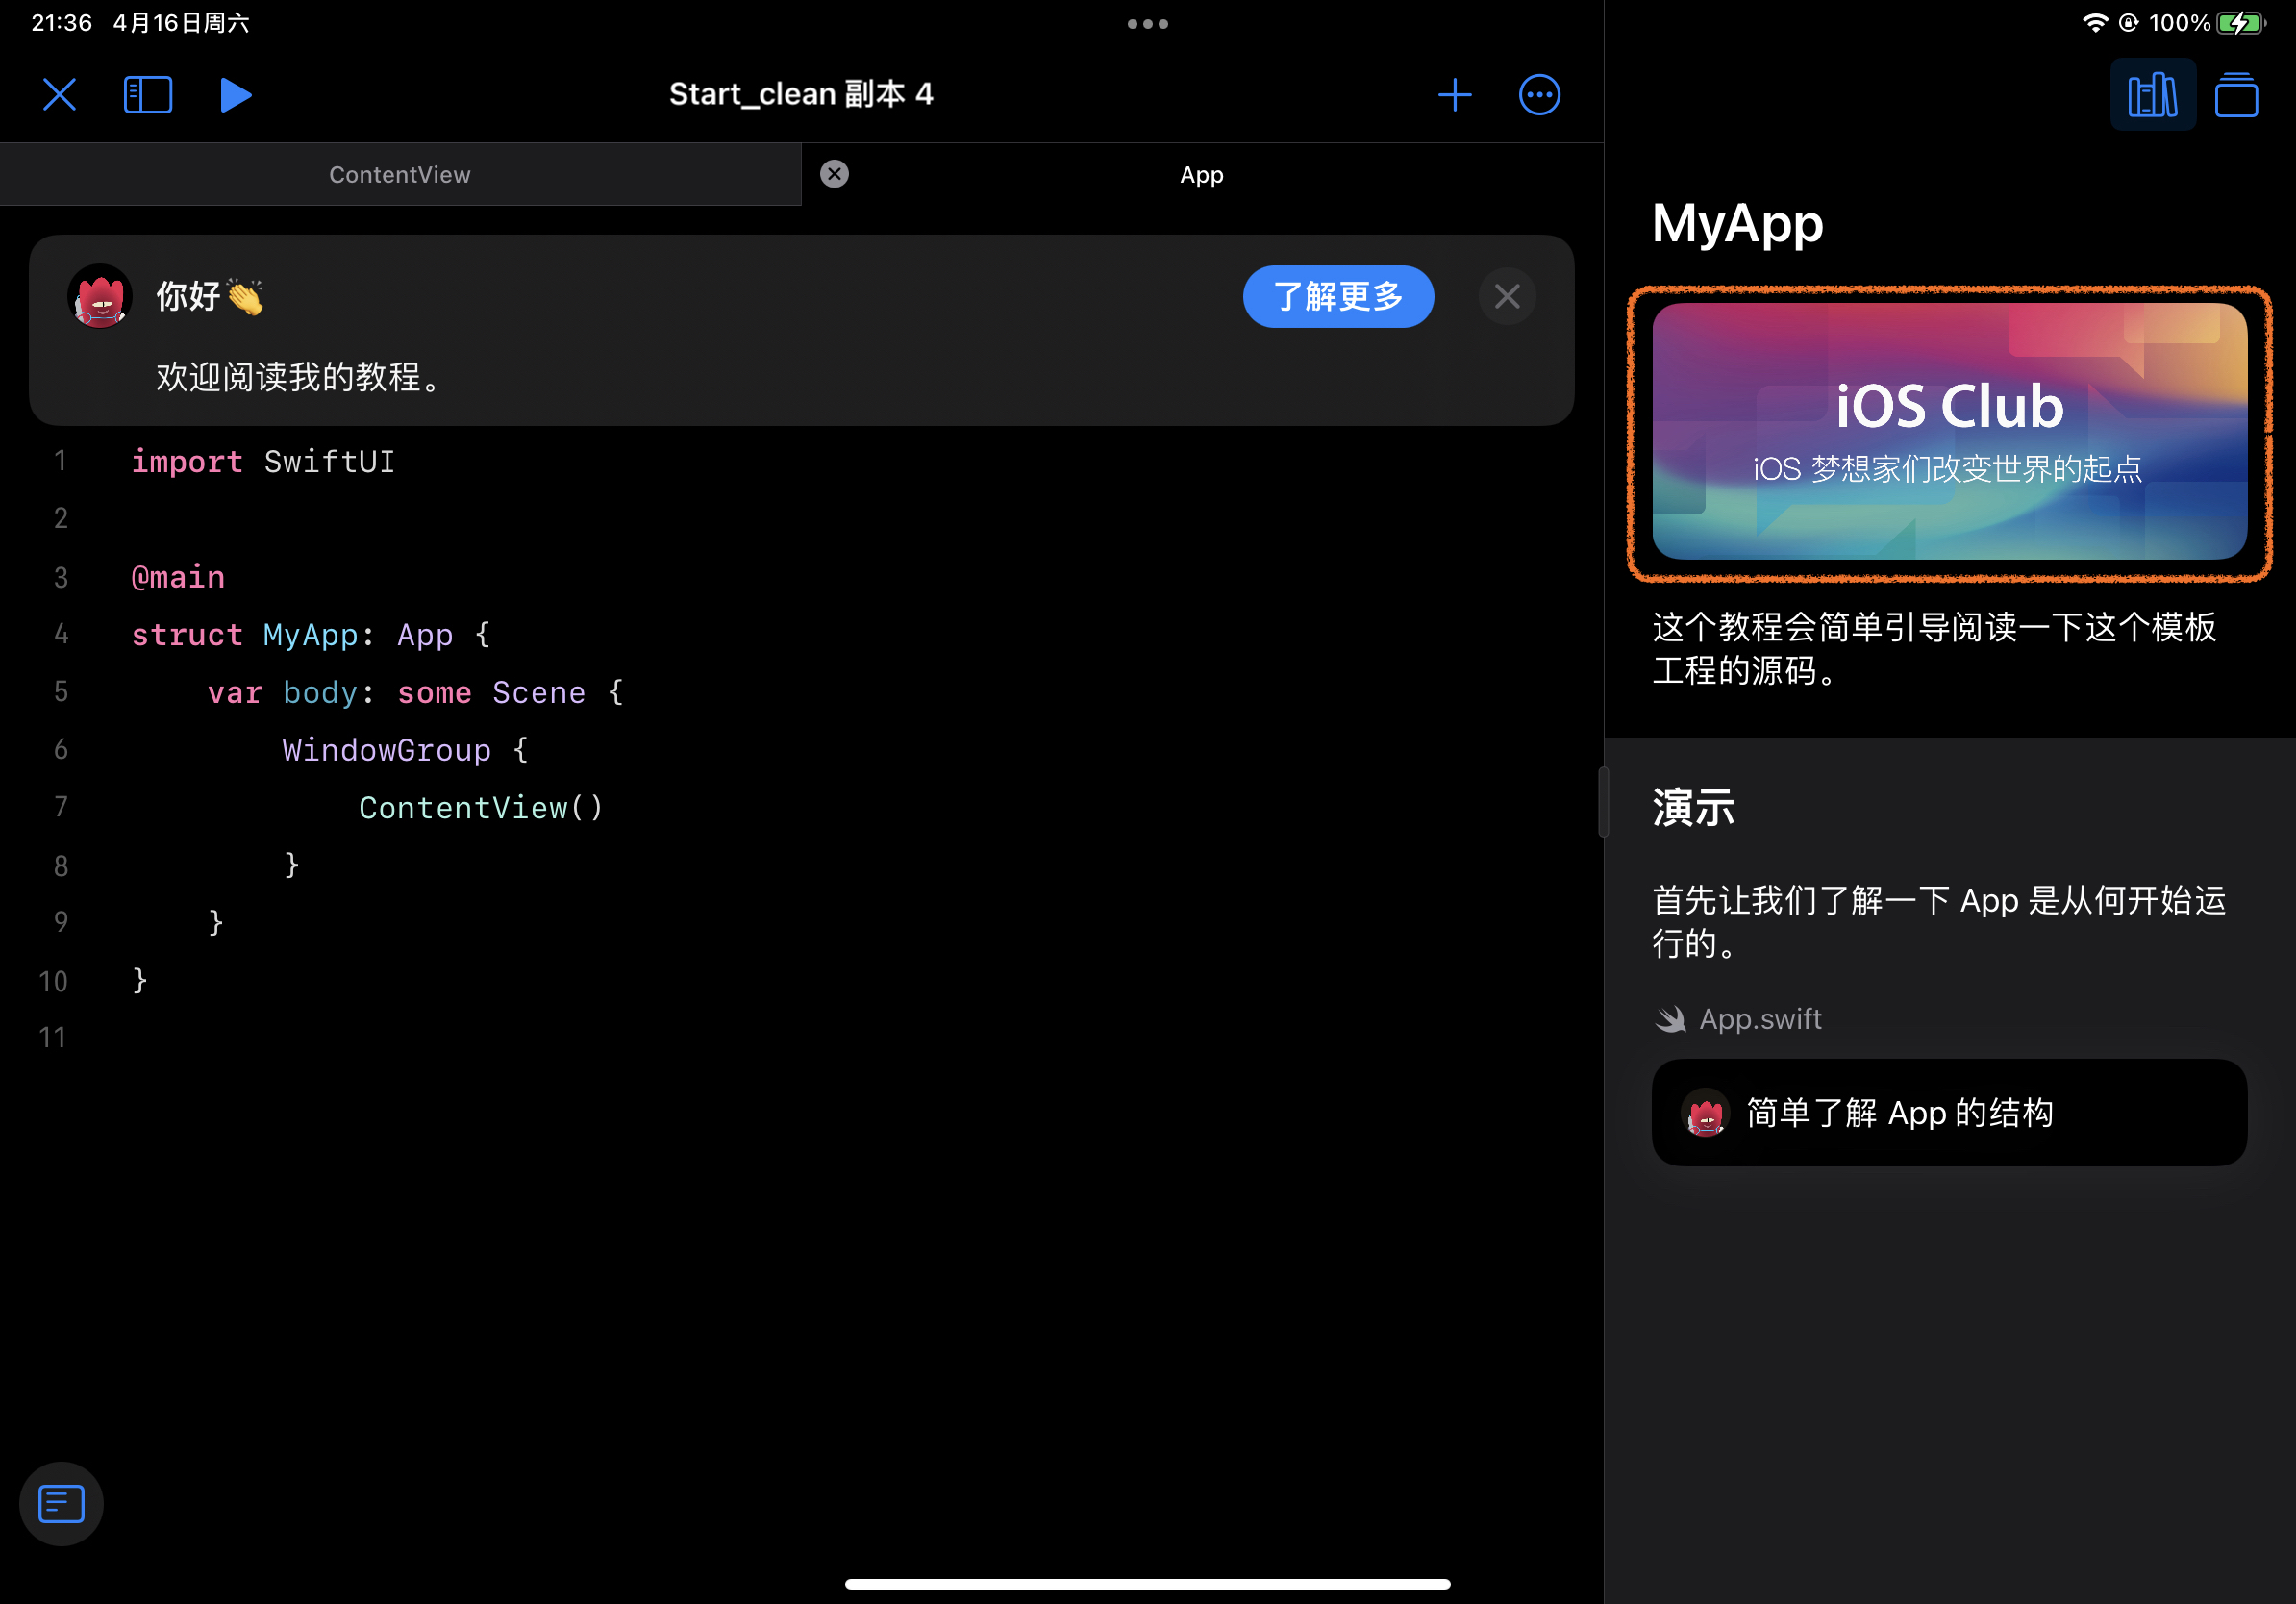 21:36 4月16日周六
100%
Start_clean 副本 4
ContentView
App
你好👏
了解更多
欢迎阅读我的教程。
1 import SwiftUI
2
3 @main
4 struct MyApp: App {
5     var body: some Scene {
6         WindowGroup {
7             ContentView()
8         }
9     }
10 }
11
MyApp
iOS Club
iOS 梦想家们改变世界的起点
这个教程会简单引导阅读一下这个模板
工程的源码。
演示
首先让我们了解一下 App 是从何开始运
行的。
App.swift
简单了解 App 的结构